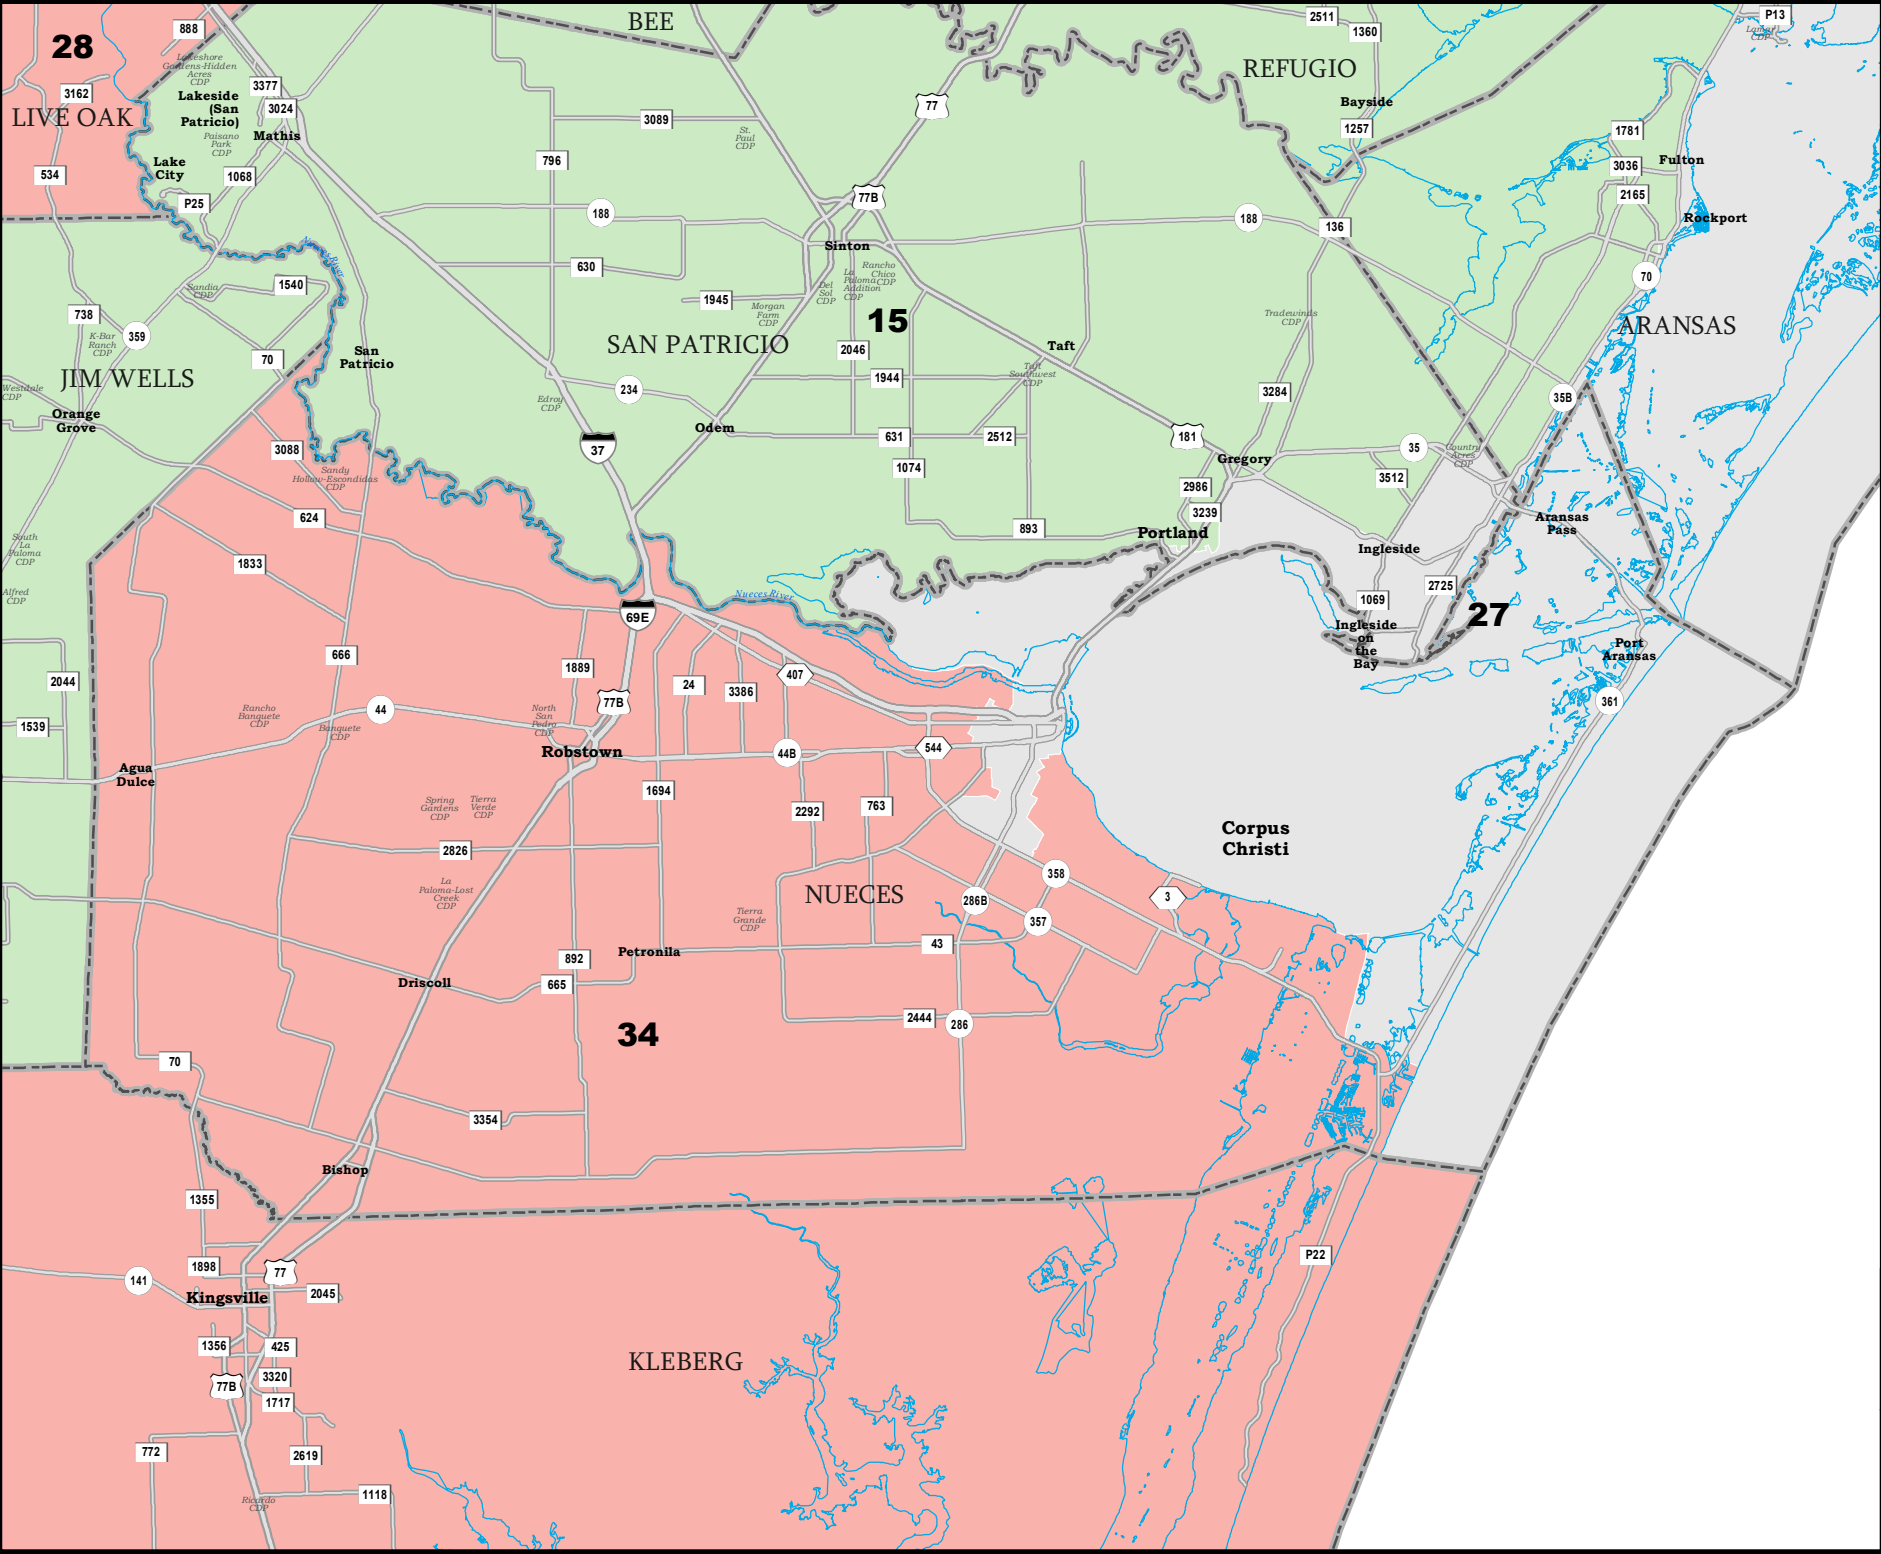 BEE
2511
P13
888
1360
Lamar
CDP
28
REFUGIO
Lakeshore
Gardens-Hidden
Acres
CDP
3377
3162
Lakeside
(San
Patricio)
3024
77
Bayside
LIVE OAK
3089
1257
1781
Paisano
Park
CDP
Mathis
St.
Paul
CDP
Lake
City
796
3036
Fulton
534
1068
2165
P25
77B
188
188
136
Rockport
Nueces River
Sinton
630
Rancho
Chico
CDP
La
Paloma
Addition
CDP
Del
Sol
CDP
70
1540
Sandia
CDP
1945
Morgan
Farm
CDP
738
359
K-Bar
Ranch
CDP
15
Tradewinds
CDP
ARANSAS
SAN PATRICIO
San
Patricio
70
2046
Taft
JIM WELLS
Westdale
CDP
1944
Taft
Southwest
CDP
234
3284
35B
Edroy
CDP
Orange
Grove
Odem
37
631
2512
181
35
3088
Gregory
Country
Acres
CDP
1074
Sandy
Hollow-Escondidas
CDP
3512
2986
3239
624
893
Portland
Aransas
Pass
South
La
Paloma
CDP
Ingleside
1833
Alfred
CDP
Nueces River
2725
1069
69E
27
Ingleside
on
the
Bay
666
Port
Aransas
1889
407
2044
24
3386
77B
361
44
Rancho
Banquete
CDP
North
San
Pedro
CDP
1539
Banquete
CDP
Robstown
44B
544
Agua
Dulce
1694
Spring
Gardens
CDP
Tierra
Verde
CDP
2292
763
Corpus
Christi
2826
358
La
Paloma-Lost
Creek
CDP
NUECES
286B
3
Tierra
Grande
CDP
357
43
Petronila
892
Driscoll
665
2444
286
34
70
3354
Bishop
1355
P22
1898
77
141
2045
Kingsville
1356
425
KLEBERG
3320
77B
1717
772
2619
1118
Ricardo
CDP